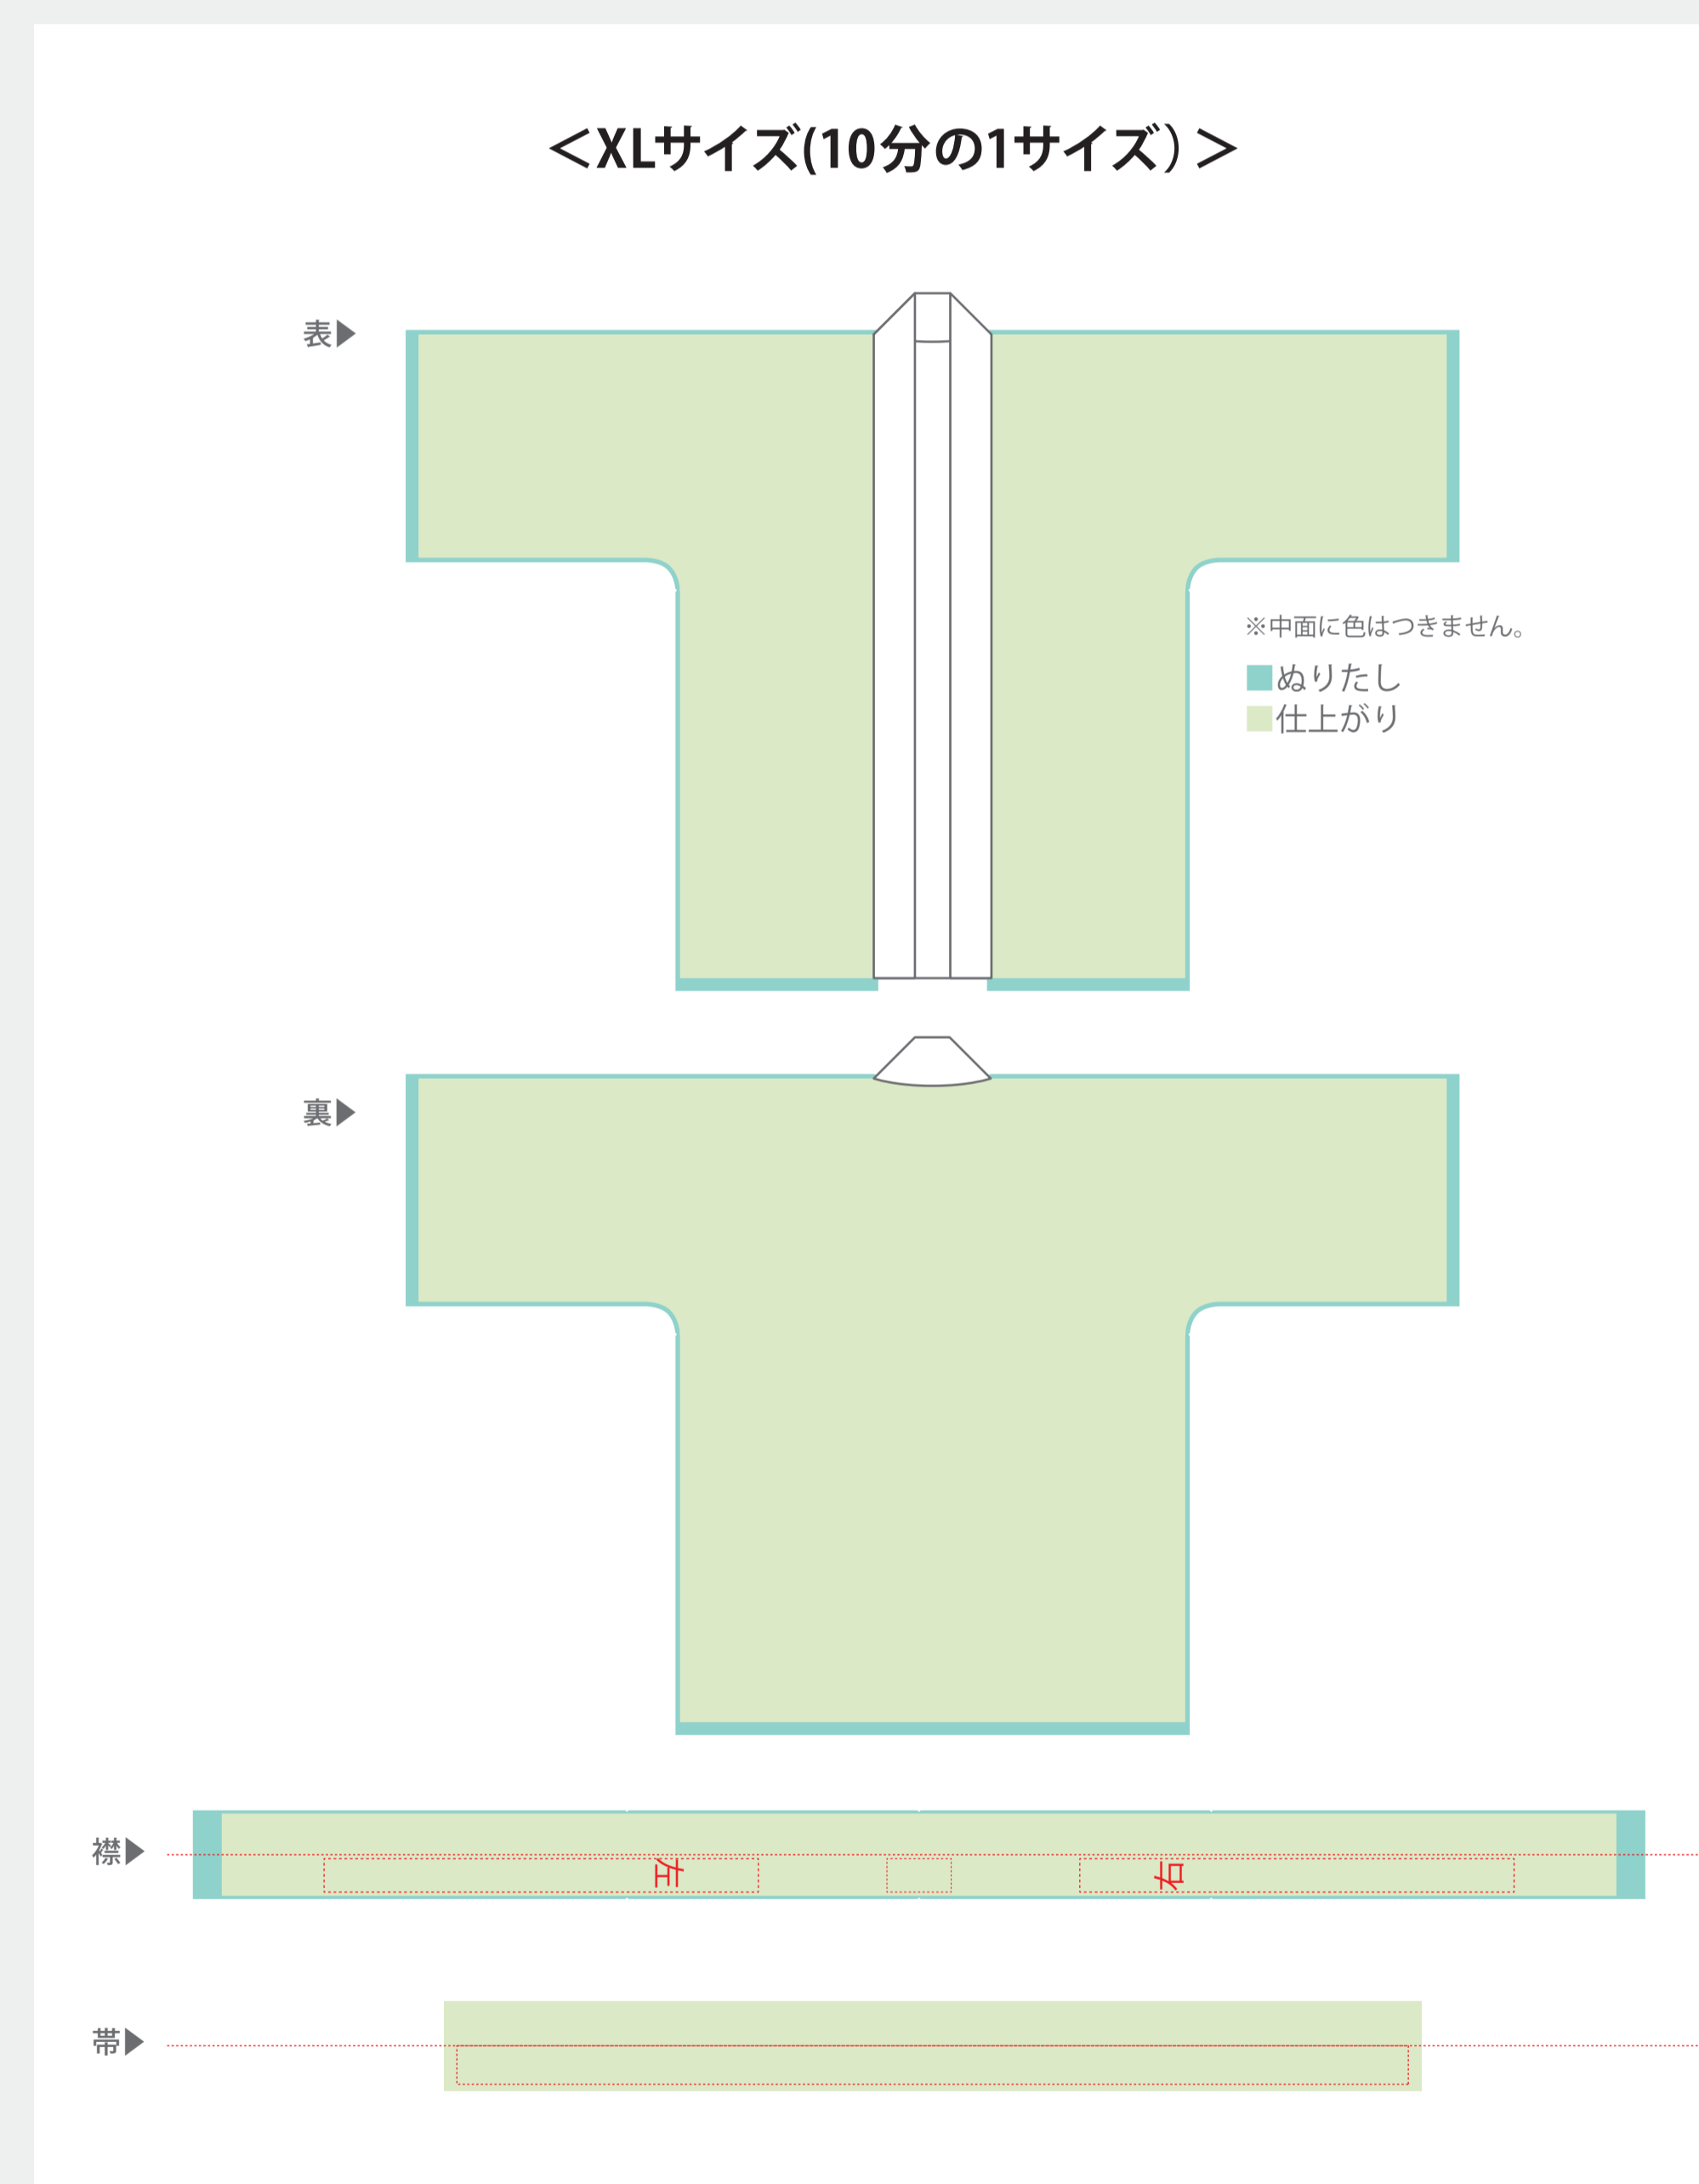 ＜XLサイズ(10分の1サイズ)＞
表▶
※中面に色はつきません。
ぬりたし
仕上がり
裏▶
襟▶
左
右
帯▶